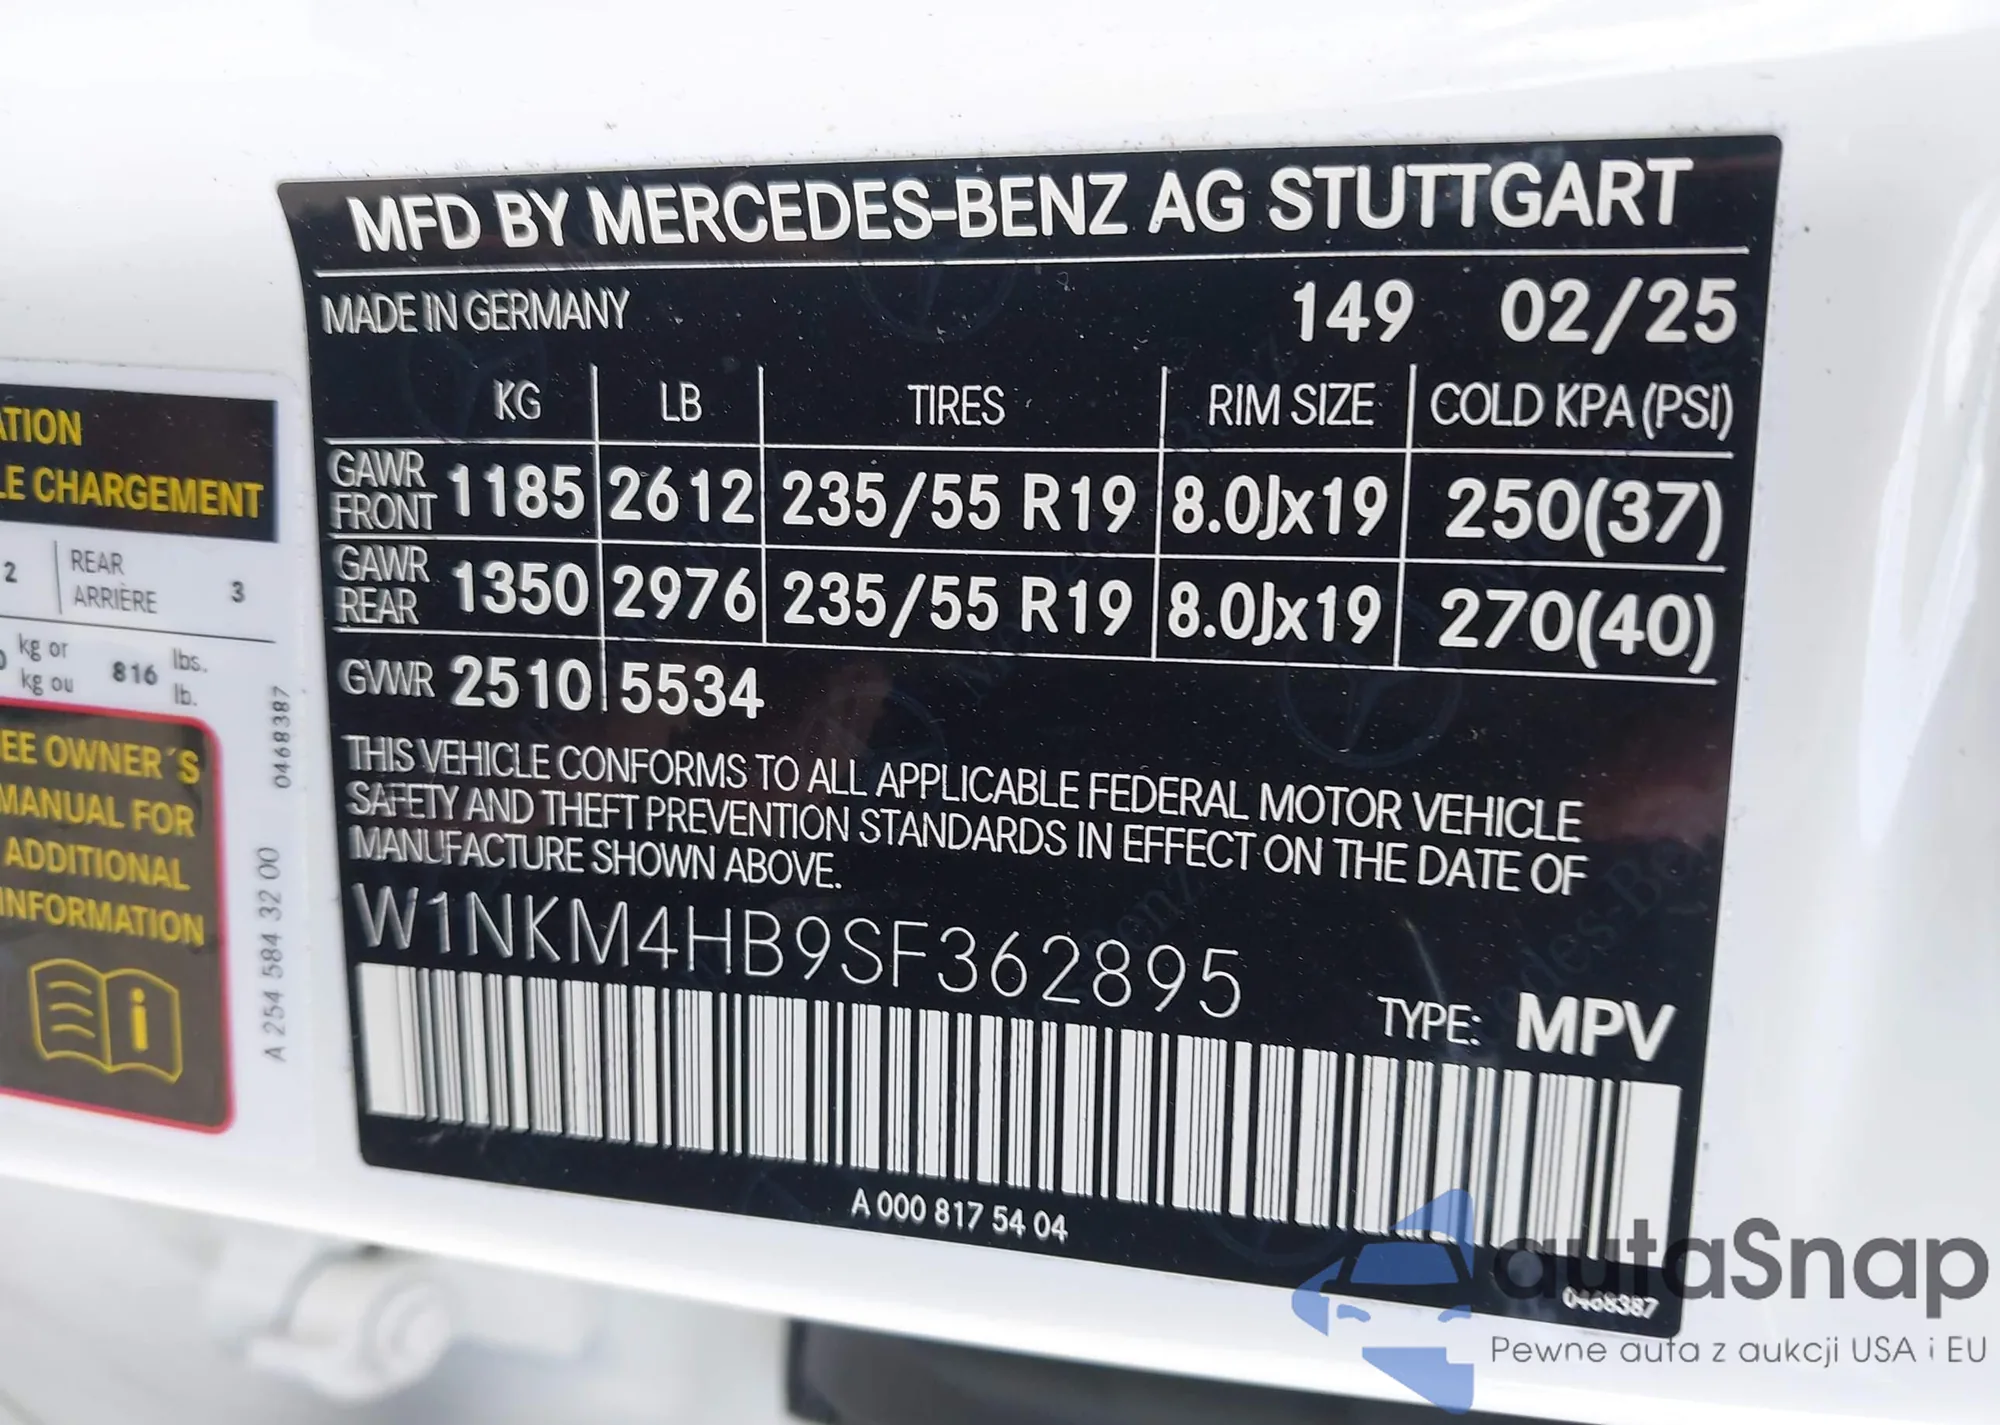 MFD BY MERCEDES-BENZ AG STUTTGART
MADE IN GERMANY 149 02/25
KG LB TIRES RIM SIZE COLD KPA (PSI)
GAWR FRONT 1185 2612 235/55 R19 8.0Jx19 250(37)
GAWR REAR 1350 2976 235/55 R19 8.0Jx19 270(40)
GVWR 2510 5534
THIS VEHICLE CONFORMS TO ALL APPLICABLE FEDERAL MOTOR VEHICLE
SAFETY AND THEFT PREVENTION STANDARDS IN EFFECT ON THE DATE OF
MANUFACTURE SHOWN ABOVE.
W1NKM4HB9SF362895
TYPE: MPV
A 000 817 54 04
0468387
CHARGEMENT
2 REAR ARRIÈRE 3
kg or
kg ou
816
lbs.
lb.
OWNER´S
MANUAL FOR
ADDITIONAL
INFORMATION
A 254 584 32 00 0468387
autaSnap
Pewne auta z aukcji USA i EU